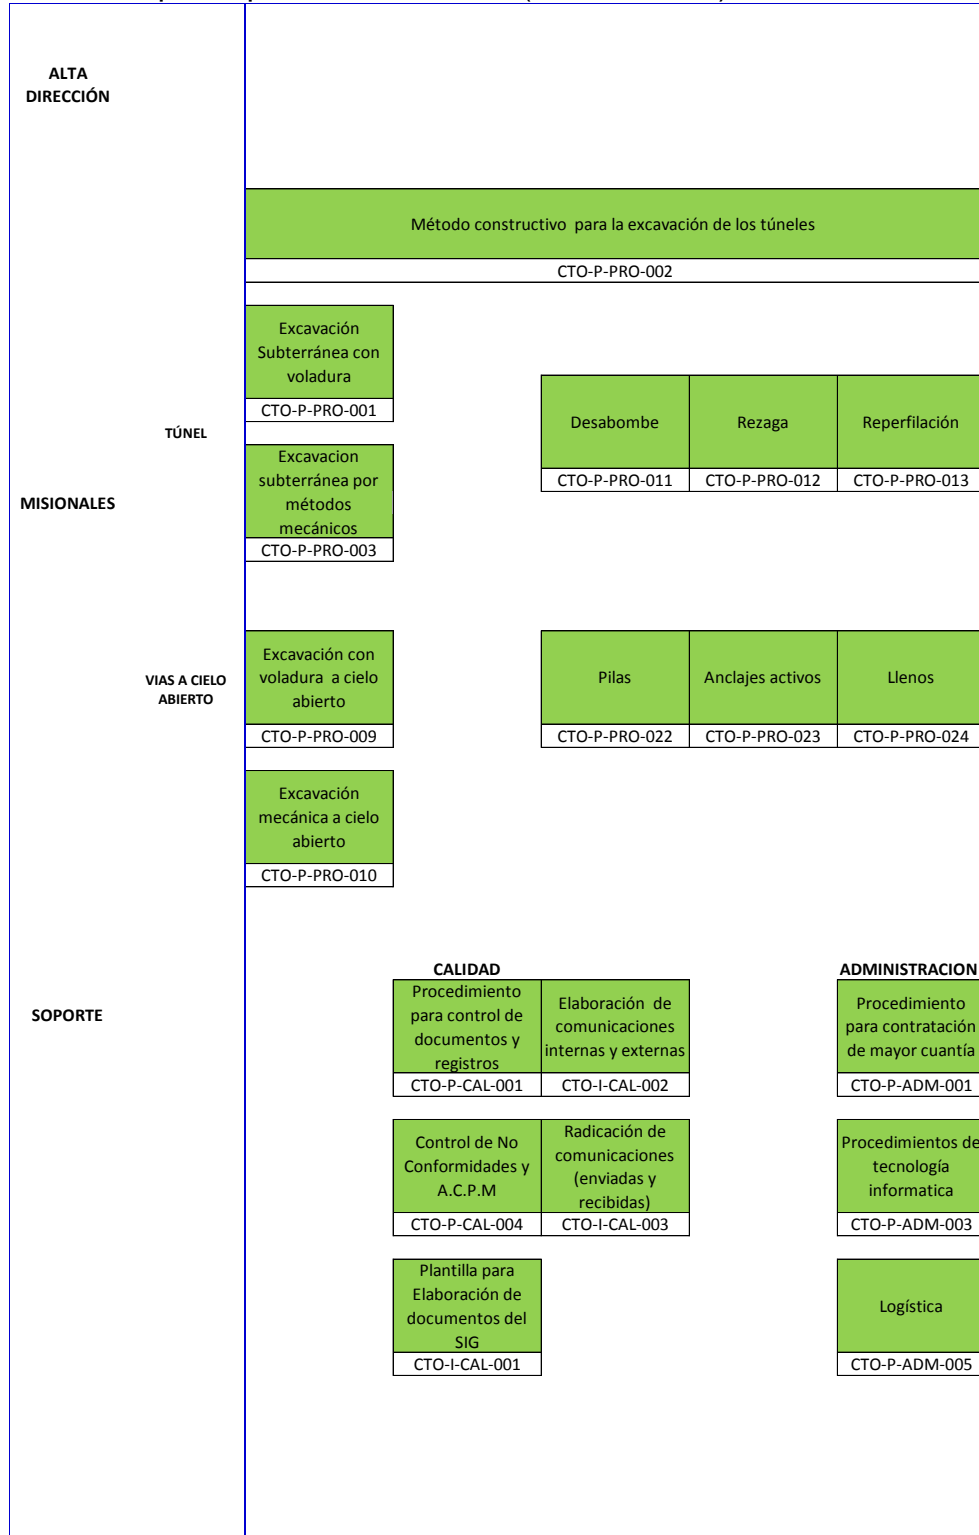 ALTA
DIRECCIÓN
Método constructivo para la excavación de los túneles
CTO-P-PRO-002
MISIONALES
TÚNEL
Excavación
Subterránea con
voladura
CTO-P-PRO-001
Excavacion
subterránea por
métodos
mecánicos
CTO-P-PRO-003
Desabombe
CTO-P-PRO-011
Rezaga
CTO-P-PRO-012
Reperfilación
CTO-P-PRO-013
VIAS A CIELO
ABIERTO
Excavación con
voladura a cielo
abierto
CTO-P-PRO-009
Pilas
CTO-P-PRO-022
Anclajes activos
CTO-P-PRO-023
Llenos
CTO-P-PRO-024
Excavación
mecánica a cielo
abierto
CTO-P-PRO-010
SOPORTE
CALIDAD
Procedimiento
para control de
documentos y
registros
CTO-P-CAL-001
Elaboración de
comunicaciones
internas y externas
CTO-I-CAL-002
Control de No
Conformidades y
A.C.P.M
CTO-P-CAL-004
Radicación de
comunicaciones
(enviadas y
recibidas)
CTO-I-CAL-003
Plantilla para
Elaboración de
documentos del
SIG
CTO-I-CAL-001
ADMINISTRACION
Procedimiento
para contratación
de mayor cuantía
CTO-P-ADM-001
Procedimientos de
tecnología
informatica
CTO-P-ADM-003
Logística
CTO-P-ADM-005